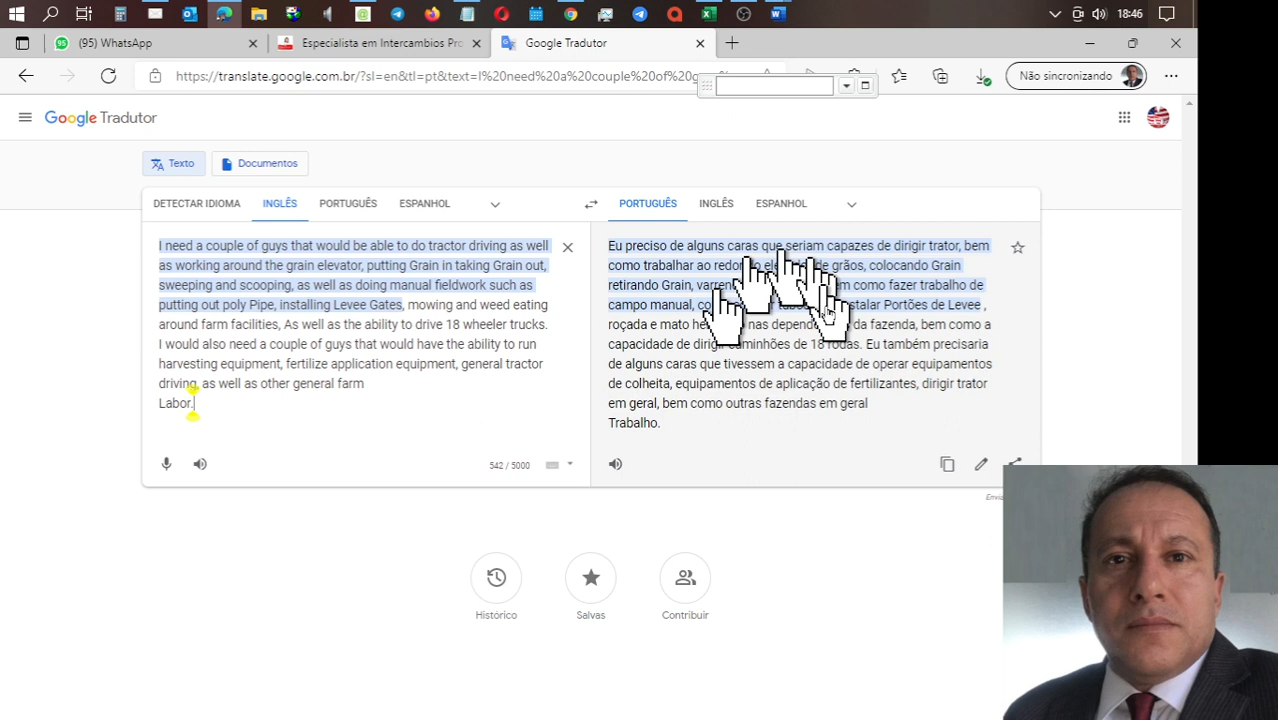 18:46
(95) WhatsApp
Especialista em Intercambios Pro
Google Tradutor
https://translate.google.com.br/?sl=en&tl=pt&text=I%20need%20a%20couple%20of%20g
Não sincronizando
Google Tradutor
Texto
Documentos
DETECTAR IDIOMA INGLÊS PORTUGUÊS ESPANHOL
PORTUGUÊS INGLÊS ESPANHOL
I need a couple of guys that would be able to do tractor driving as well
as working around the grain elevator, putting Grain in taking Grain out,
sweeping and scooping, as well as doing manual fieldwork such as
putting out poly Pipe, installing Levee Gates, mowing and weed eating
around farm facilities, As well as the ability to drive 18 wheeler trucks.
I would also need a couple of guys that would have the ability to run
harvesting equipment, fertilize application equipment, general tractor
driving, as well as other general farm
Labor.
542 / 5000
Eu preciso de alguns caras que seriam capazes de dirigir trator, bem
como trabalhar ao redor de grãos, colocando Grain
retirando Grain, como fazer trabalho de
campo manual, Portões de Levee ,
roçada e mato nas da fazenda, bem como a
capacidade de dirigir caminhões de 18 rodas. Eu também precisaria
de alguns caras que tivessem a capacidade de operar equipamentos
de colheita, equipamentos de aplicação de fertilizantes, dirigir trator
em geral, bem como outras fazendas em geral
Trabalho.
Histórico
Salvas
Contribuir